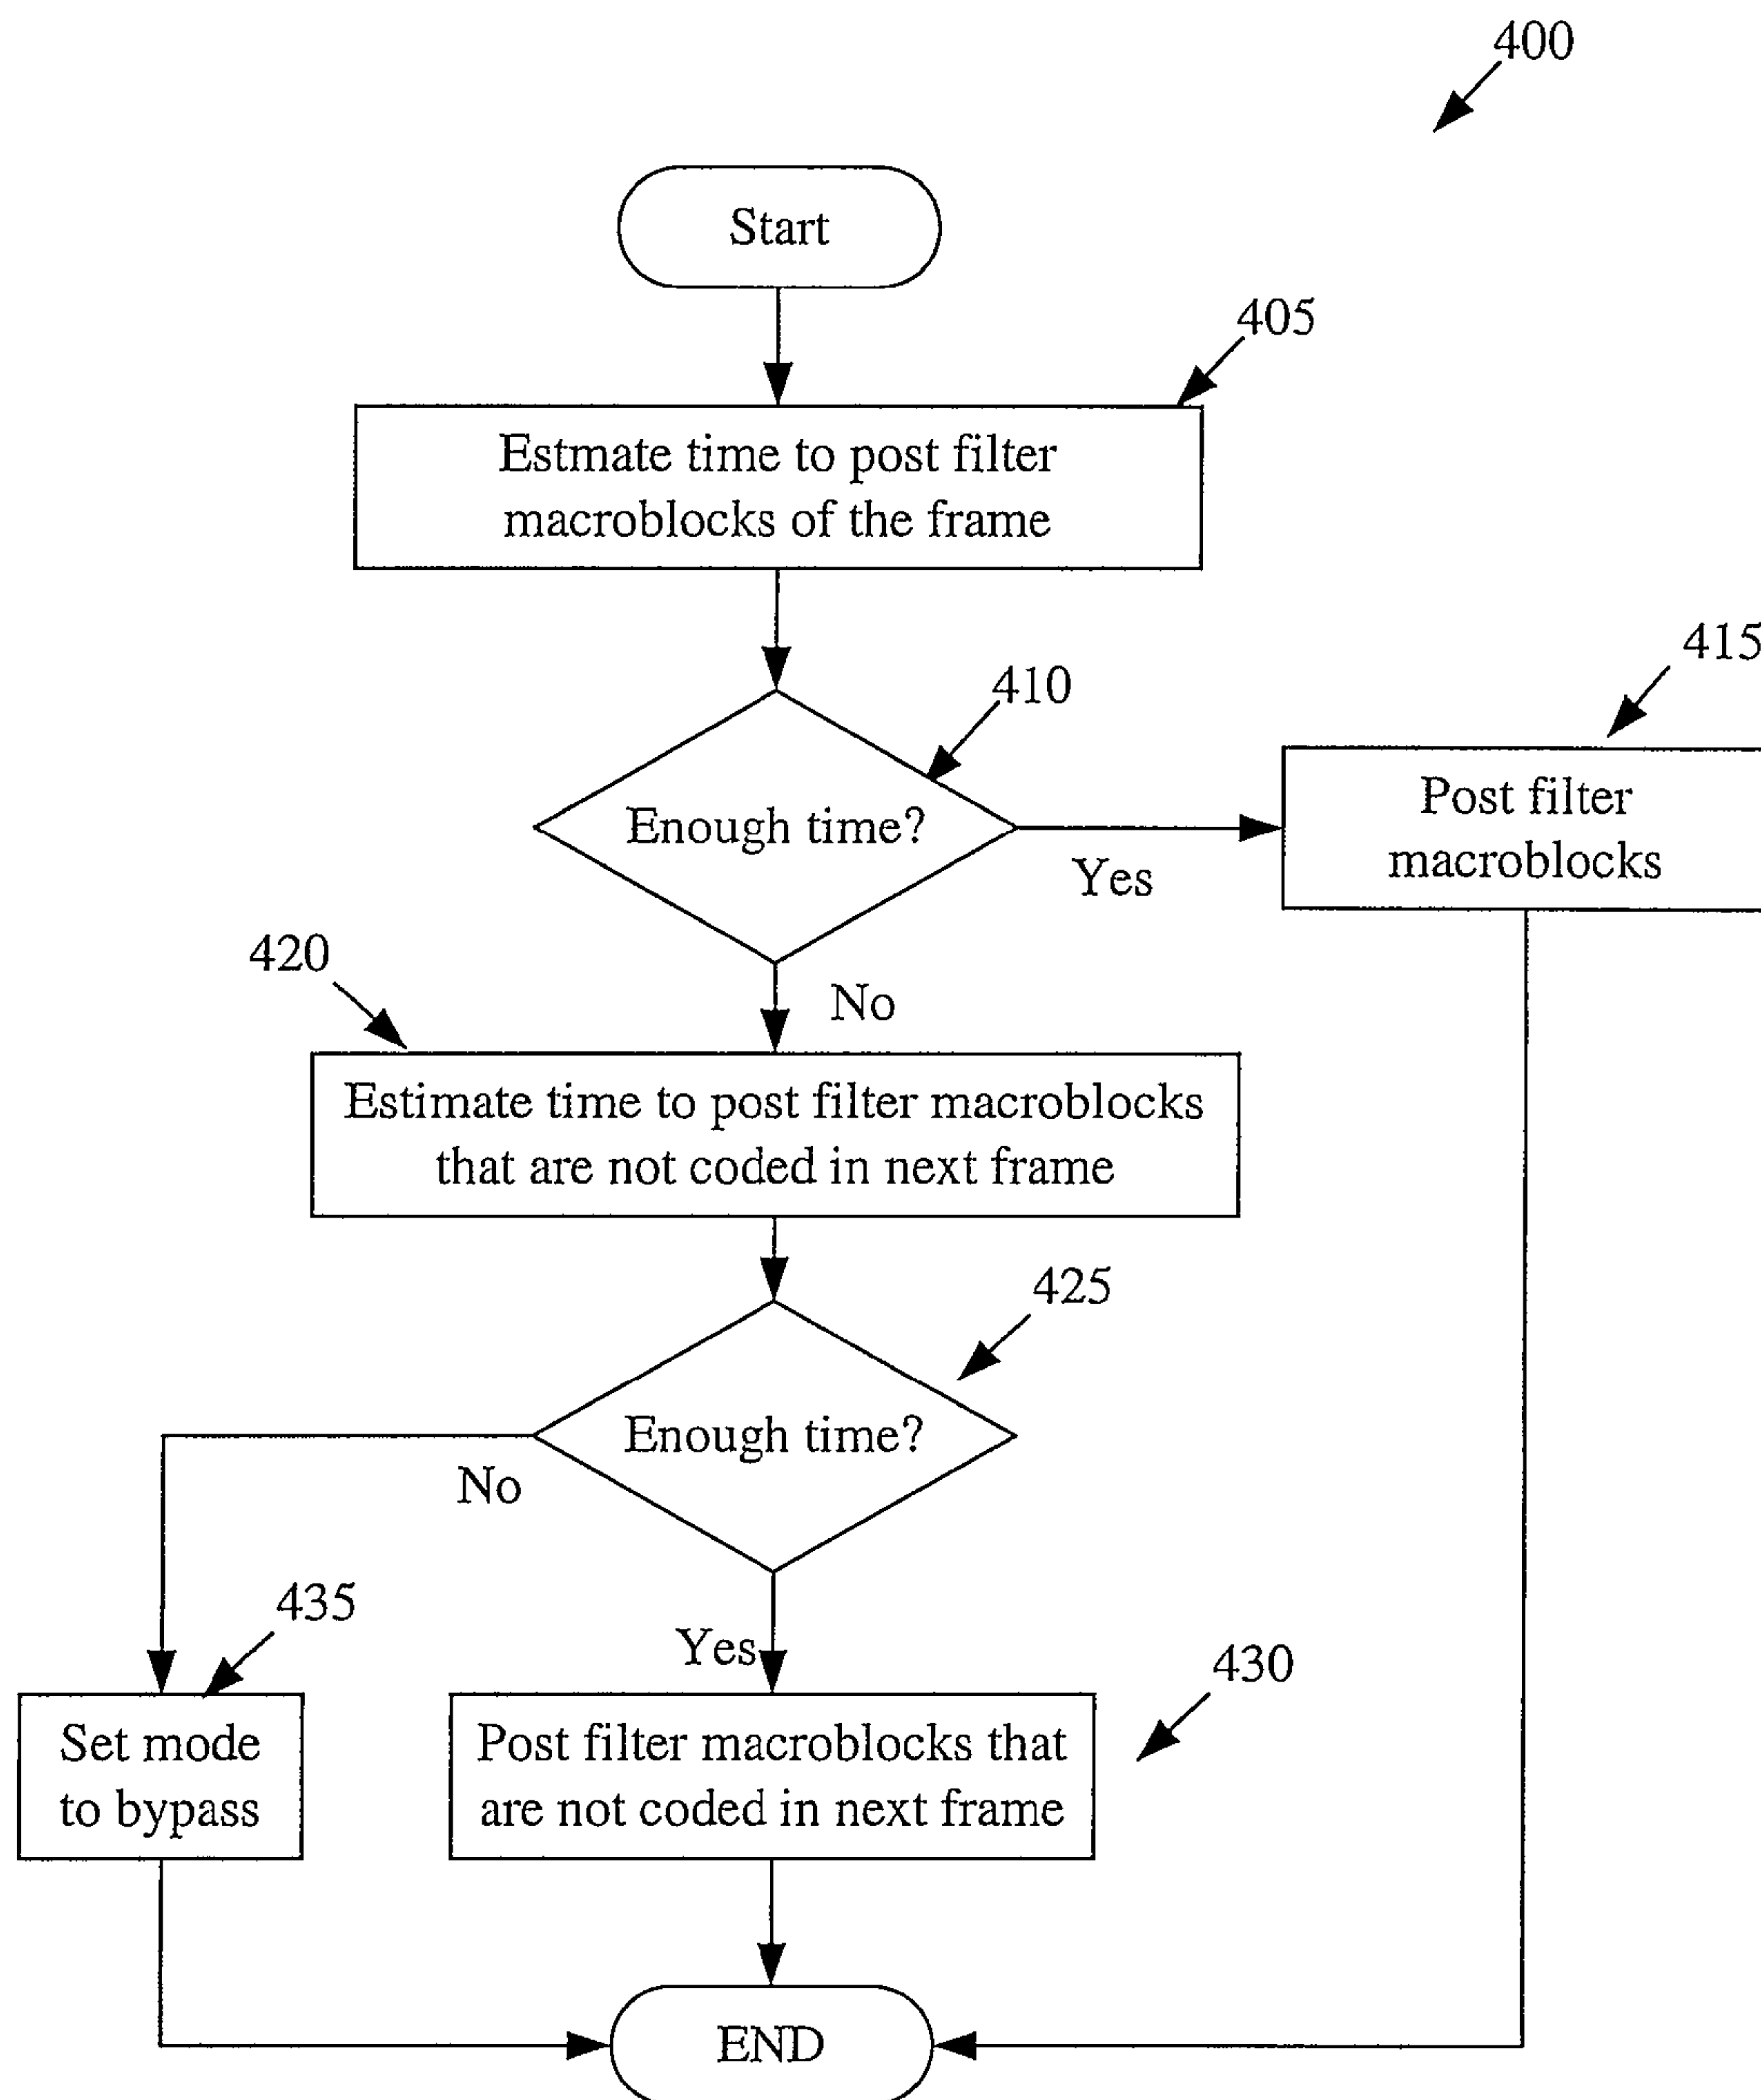 400
Start
405
Estmate time to post filter
macroblocks of the frame
410
415
Enough time?
Yes
Post filter
macroblocks
420
No
Estimate time to post filter macroblocks
that are not coded in next frame
425
Enough time?
No
435
Yes
430
Set mode
to bypass
Post filter macroblocks that
are not coded in next frame
END